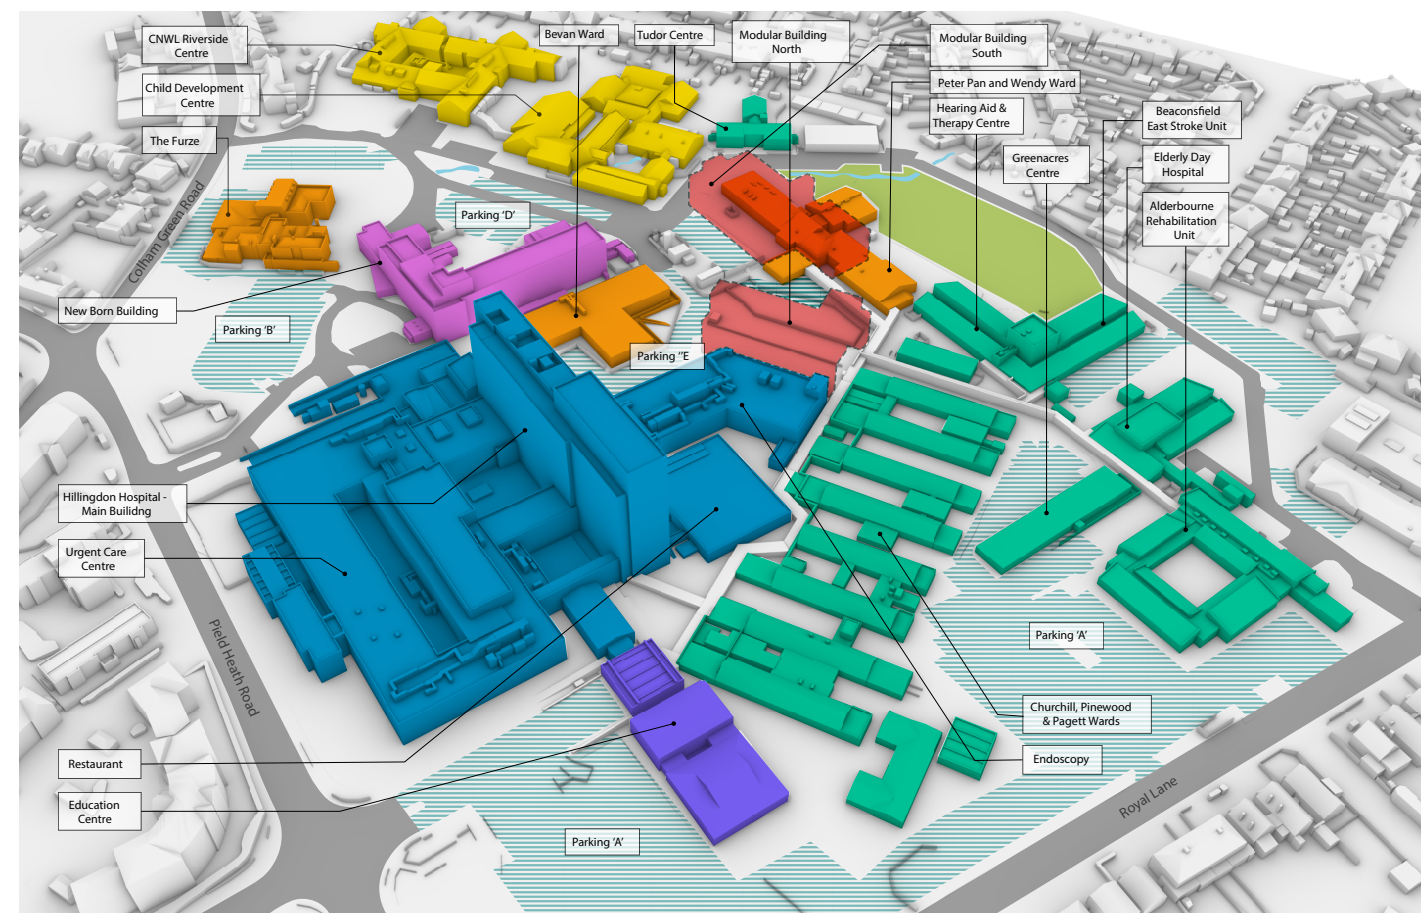 CNWL Riverside
Centre
Child Development
Centre
The Furze
Bevan Ward
Tudor Centre
Modular Building
North
Modular Building
South
Peter Pan and Wendy Ward
Hearing Aid &
Therapy Centre
Greenacres
Centre
Beaconsfield
East Stroke Unit
Elderly Day
Hospital
Alderbourne
Rehabilitation
Unit
Colham Green Road
Parking ‘D’
New Born Building
Parking ‘B’
Parking ‘’E
Hillingdon Hospital -
Main Builidng
Urgent Care
Centre
Pield Heath Road
Restaurant
Education
Centre
Parking ‘A’
Parking ‘A’
Churchill, Pinewood
& Pagett Wards
Endoscopy
Royal Lane